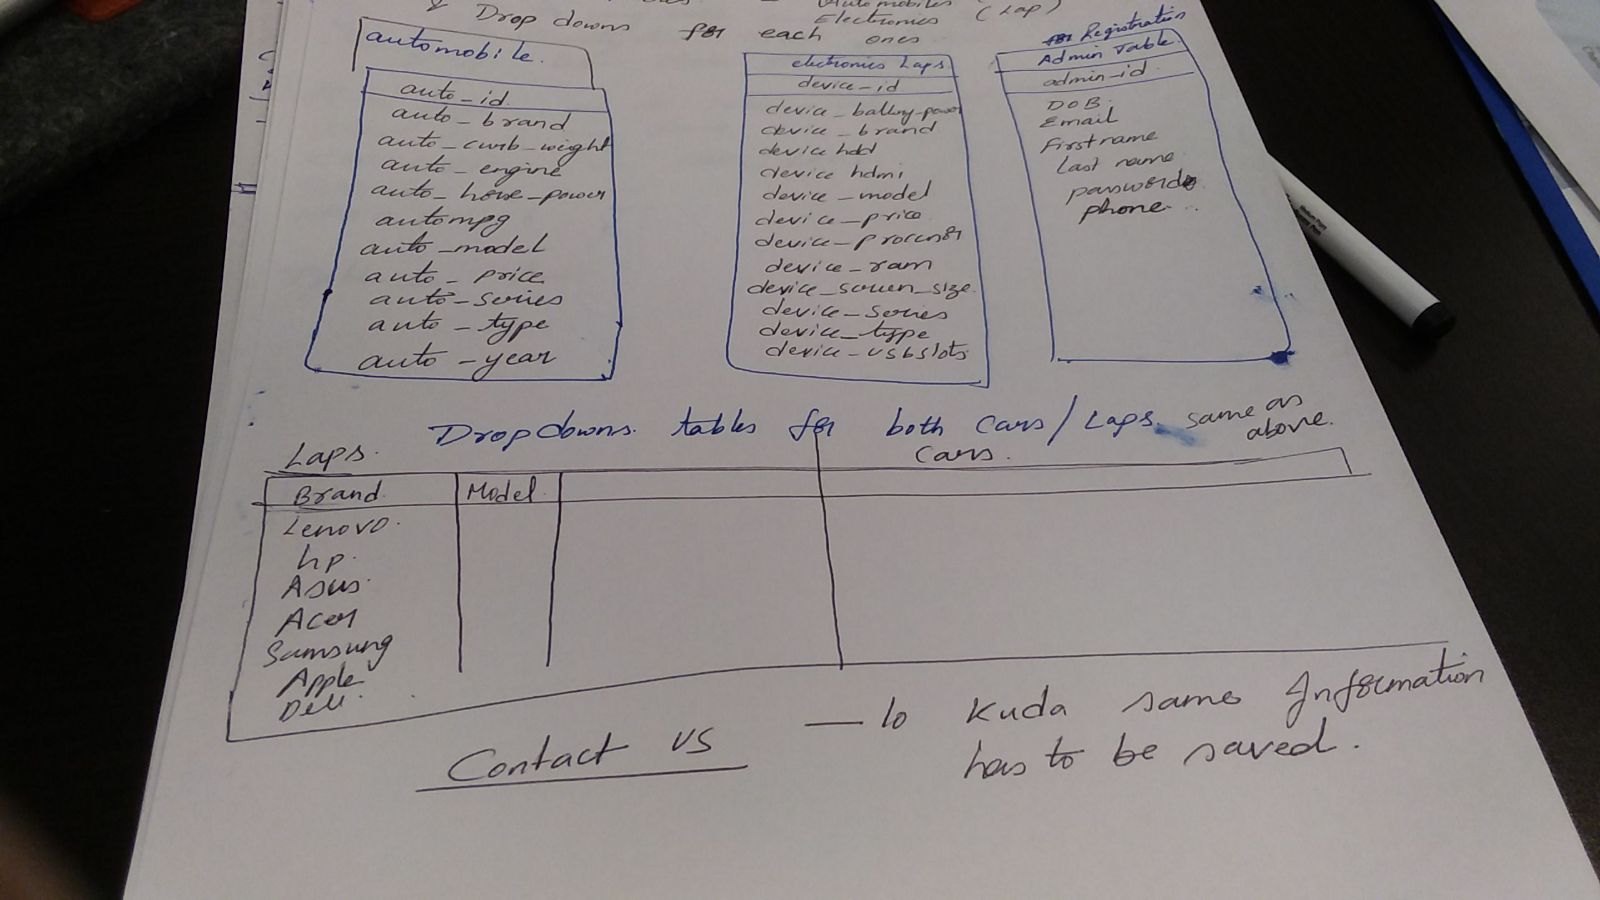 Automobiles
& Drop downs for each ones
Electronics (Lap)
automobile.
auto_id
auto_brand
auto_curb_weight
auto_engine
auto_horse_power
autompg
auto_model
auto_price
auto_series
auto_type
auto_year
electronics Laps
device_id
device_battery_power
device_brand
device hdd
device hdmi
device_model
device_price
device_processor
device_ram
device_screen_size
device_series
device_type
device_usbslots
for Registration
Admin Table.
admin_id
DOB.
Email
First name
Last name
password
phone
Dropdowns tables for both cars/Laps. same as above.
Laps.
Cars.
Brand Model
Lenovo.
hp.
Asus.
Acer
Samsung
Apple
Dell.
Contact us — lo Kuda same Information
has to be saved.